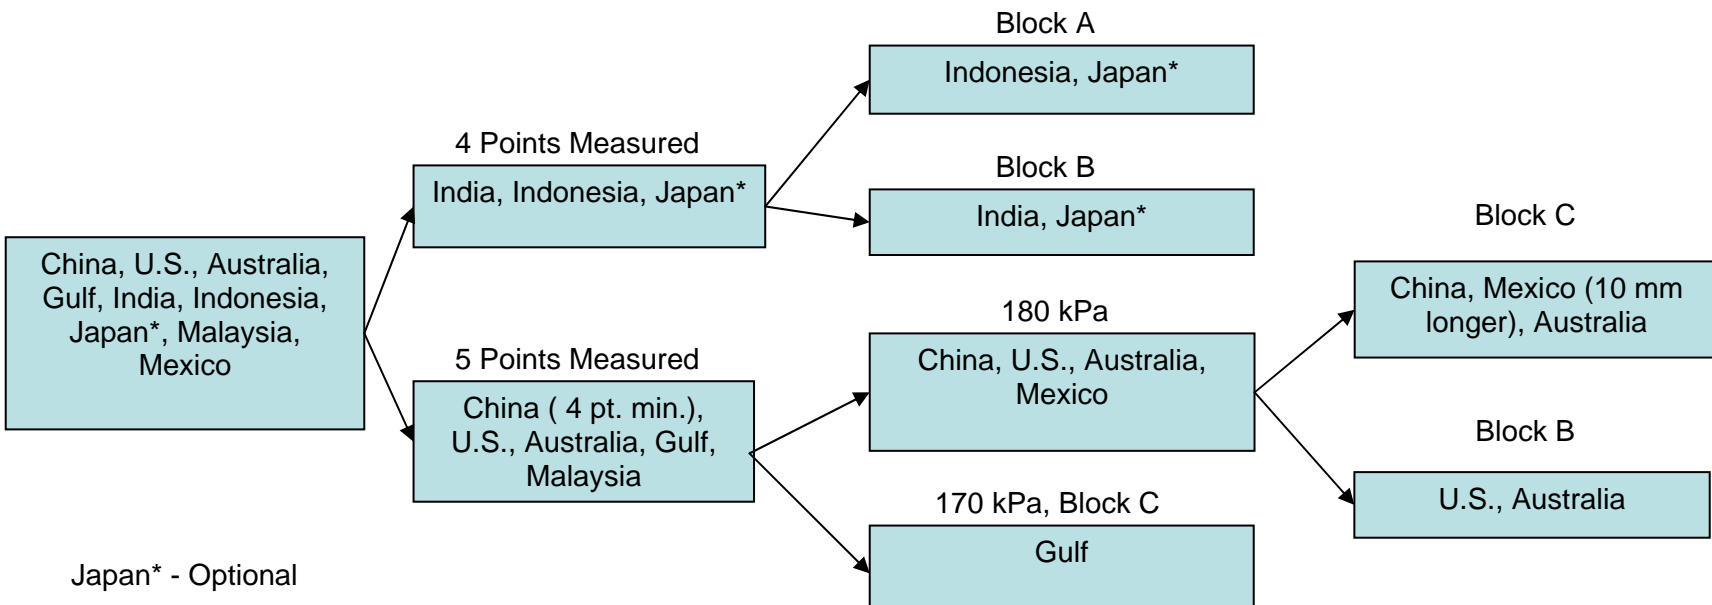 China, U.S., Australia,
Gulf, India, Indonesia,
Japan*, Malaysia,
Mexico
4 Points Measured
India, Indonesia, Japan*
5 Points Measured
China ( 4 pt. min.),
U.S., Australia, Gulf,
Malaysia
Block A
Indonesia, Japan*
Block B
India, Japan*
180 kPa
China, U.S., Australia,
Mexico
170 kPa, Block C
Gulf
Block C
China, Mexico (10 mm
longer), Australia
Block B
U.S., Australia
Japan* - Optional